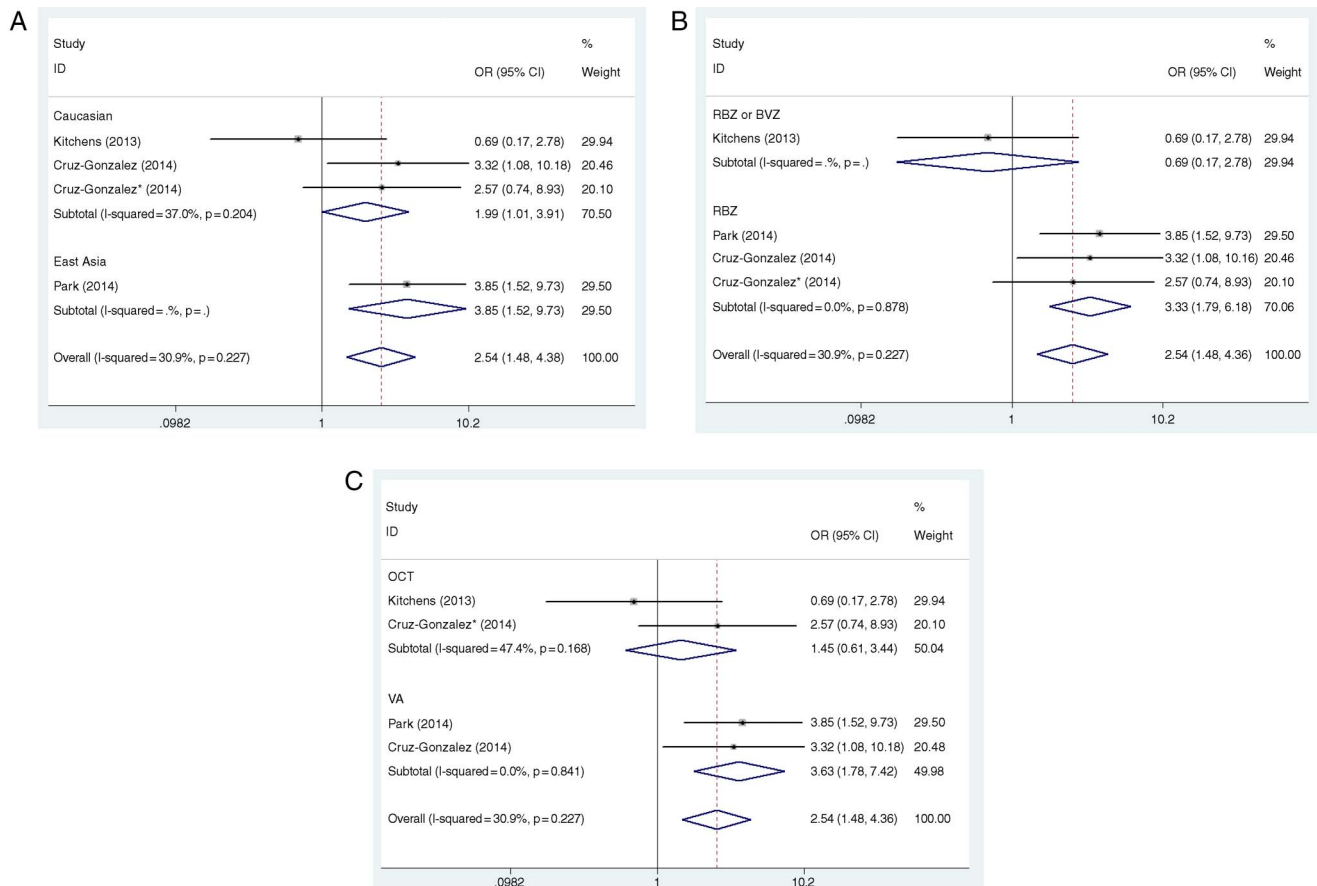 A
Study %
ID OR (95% CI) Weight
Caucasian
Kitchens (2013) 0.69 (0.17, 2.78) 29.94
Cruz-Gonzalez (2014) 3.32 (1.08, 10.18) 20.46
Cruz-Gonzalez* (2014) 2.57 (0.74, 8.93) 20.10
Subtotal (I-squared=37.0%, p=0.204) 1.99 (1.01, 3.91) 70.50
East Asia
Park (2014) 3.85 (1.52, 9.73) 29.50
Subtotal (I-squared=.%, p=.) 3.85 (1.52, 9.73) 29.50
Overall (I-squared=30.9%, p=0.227) 2.54 (1.48, 4.38) 100.00
.0982 1 10.2
B
Study %
ID OR (95% CI) Weight
RBZ or BVZ
Kitchens (2013) 0.69 (0.17, 2.78) 29.94
Subtotal (I-squared=.%, p=.) 0.69 (0.17, 2.78) 29.94
RBZ
Park (2014) 3.85 (1.52, 9.73) 29.50
Cruz-Gonzalez (2014) 3.32 (1.08, 10.16) 20.46
Cruz-Gonzalez* (2014) 2.57 (0.74, 8.93) 20.10
Subtotal (I-squared=0.0%, p=0.878) 3.33 (1.79, 6.18) 70.06
Overall (I-squared=30.9%, p=0.227) 2.54 (1.48, 4.36) 100.00
.0982 1 10.2
C
Study %
ID OR (95% CI) Weight
OCT
Kitchens (2013) 0.69 (0.17, 2.78) 29.94
Cruz-Gonzalez* (2014) 2.57 (0.74, 8.93) 20.10
Subtotal (I-squared=47.4%, p=0.168) 1.45 (0.61, 3.44) 50.04
VA
Park (2014) 3.85 (1.52, 9.73) 29.50
Cruz-Gonzalez (2014) 3.32 (1.08, 10.18) 20.48
Subtotal (I-squared=0.0%, p=0.841) 3.63 (1.78, 7.42) 49.98
Overall (I-squared=30.9%, p=0.227) 2.54 (1.48, 4.36) 100.00
.0982 1 10.2